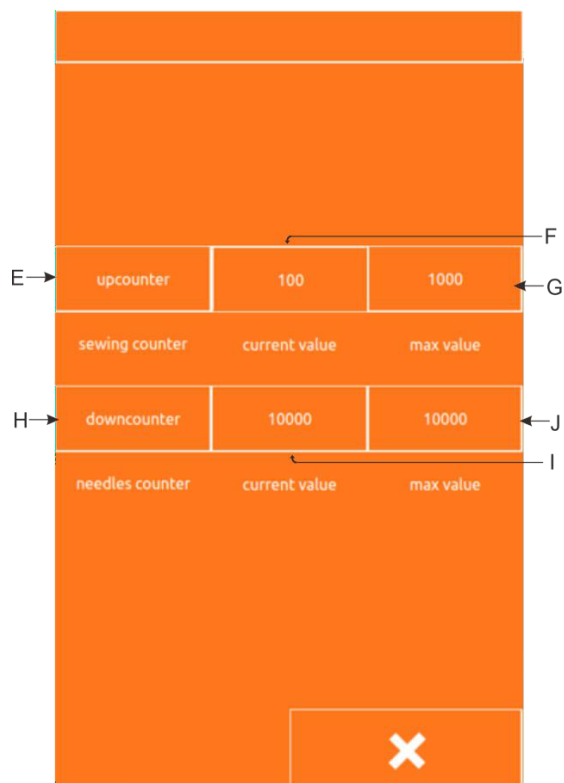 F
E upcounter 100 1000 G
sewing counter current value max value
H downcounter 10000 10000 J
I
needles counter current value max value